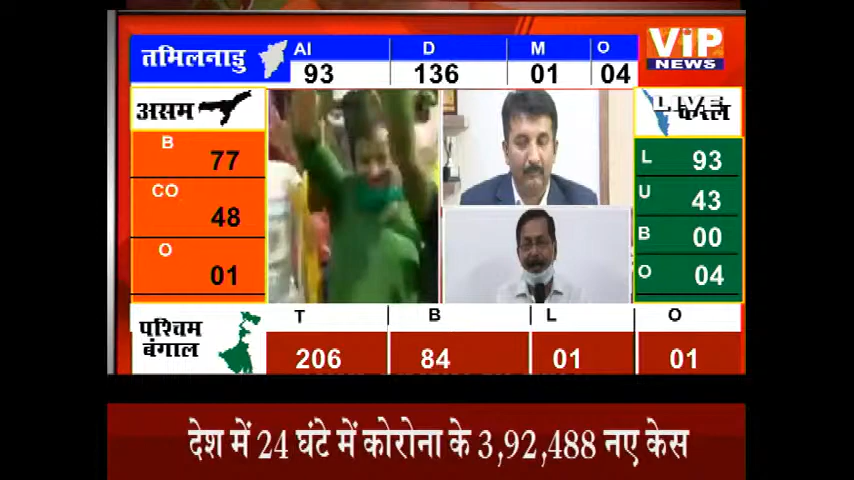 तमिलनाडु
AI D M O
93 136 01 04
ViP
NEWS
असम
B
77
CO
48
O
01
LIVE
L 93
U 43
B 00
O 04
पश्चिम
बंगाल
T B L O
206 84 01 01
देश में 24 घंटे में कोरोना के 3,92,488 नए केस